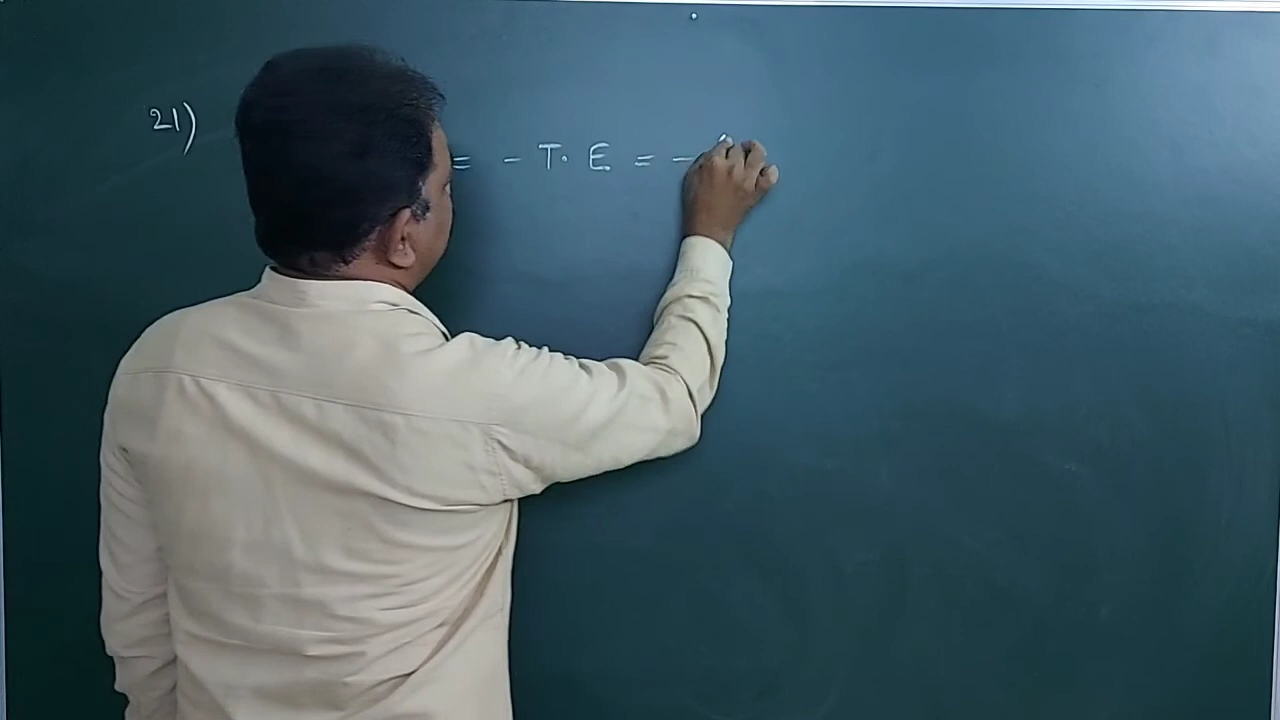 21)
= - T. E = -